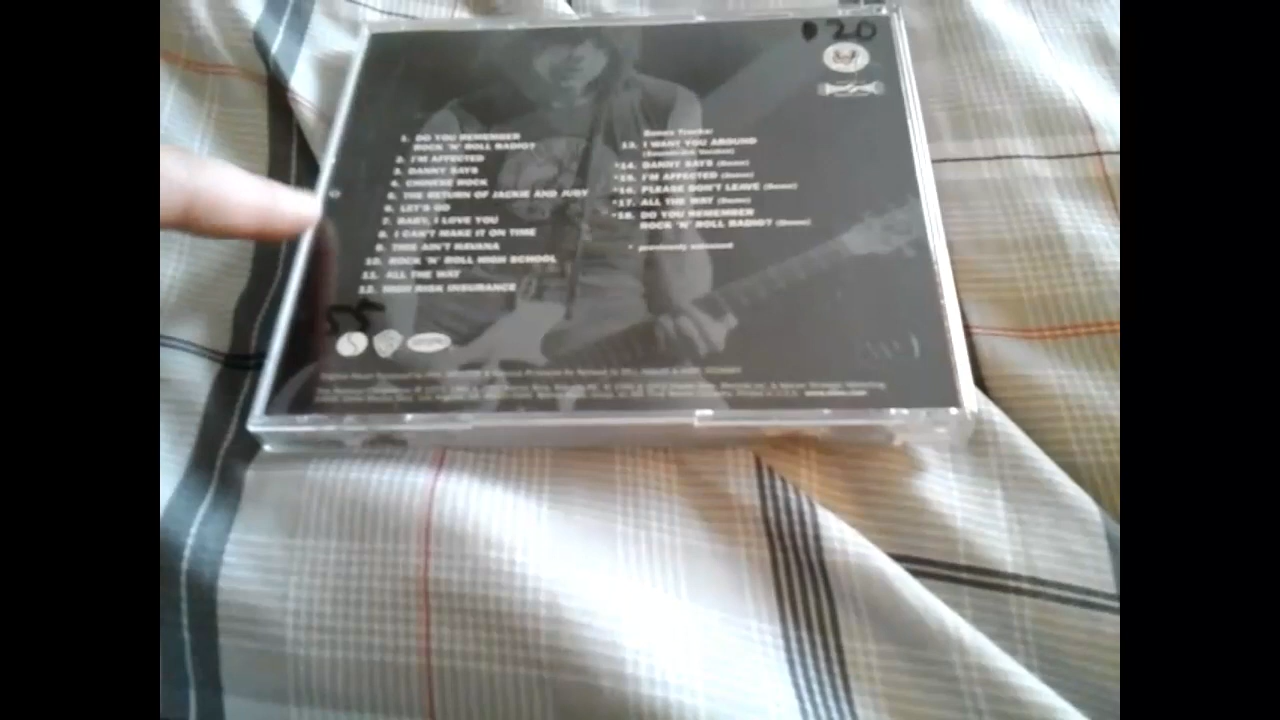 020
1. DO YOU REMEMBER
ROCK 'N' ROLL RADIO?
2. I'M AFFECTED
3. DANNY SAYS
4. CHINESE ROCK
5. THE RETURN OF JACKIE AND JUDY
6. LET'S GO
7. BABY, I LOVE YOU
8. I CAN'T MAKE IT ON TIME
9. THIS AIN'T HAVANA
10. ROCK 'N' ROLL HIGH SCHOOL
11. ALL THE WAY
12. HIGH RISK INSURANCE
Bonus Tracks:
13. I WANT YOU AROUND
(Soundtrack Version)
*14. DANNY SAYS (Demo)
*15. I'M AFFECTED (Demo)
*16. PLEASE DON'T LEAVE (Demo)
*17. ALL THE WAY (Demo)
*18. DO YOU REMEMBER
ROCK 'N' ROLL RADIO? (Demo)
* previously unissued